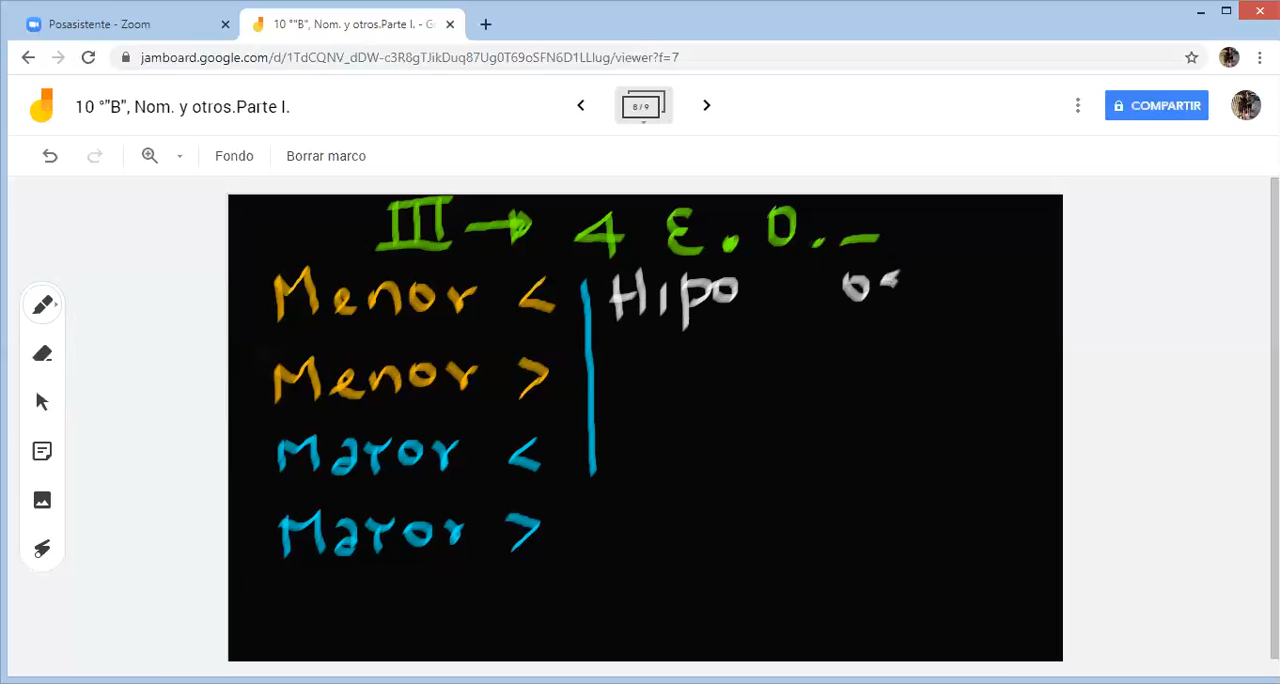 Posasistente - Zoom
10 °"B", Nom. y otros.Parte I. - G
jamboard.google.com/d/1TdCQNV_dDW-c3R8gTJikDuq87Ug0T69oSFN6D1LLlug/viewer?f=7
10 °"B", Nom. y otros.Parte I.
8/9
COMPARTIR
Fondo
Borrar marco
III → 4 E.O._
Menor < Hipo
Menor >
Mayor <
Mayor >